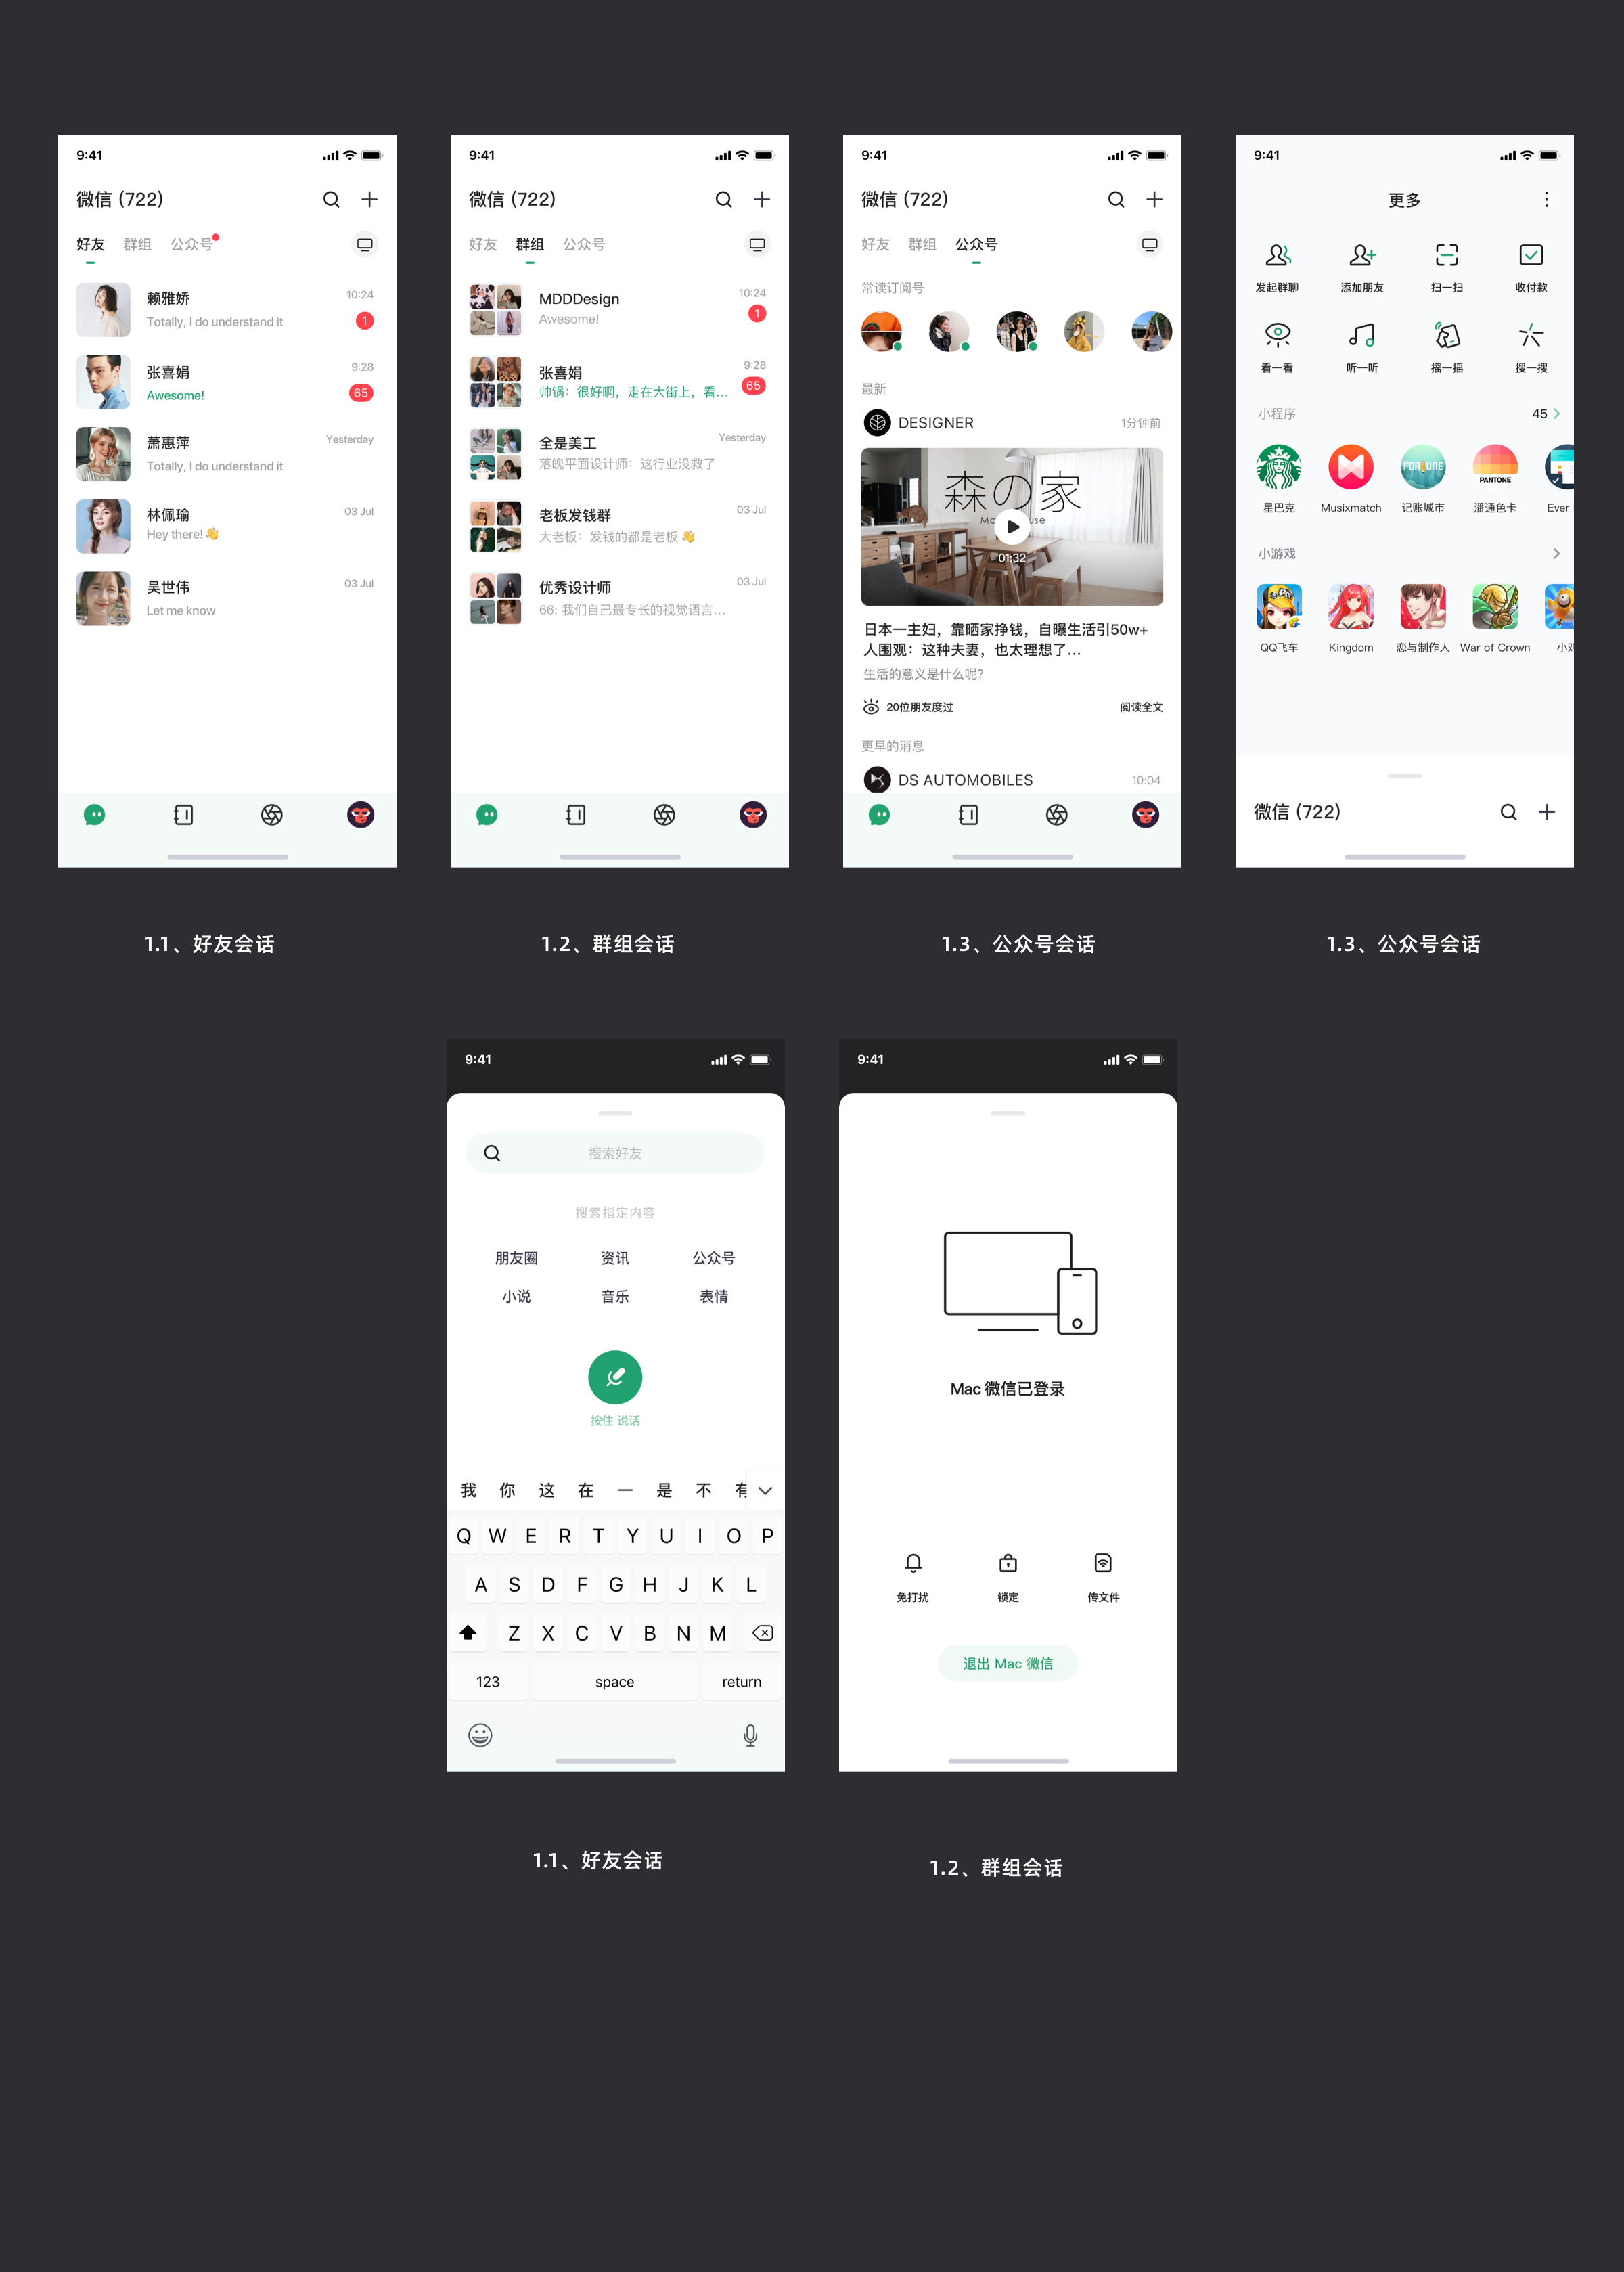 9:41
微信 (722)
好友 群组 公众号
赖雅娇 10:24
Totally, I do understand it 1
张喜娟 9:28
Awesome! 65
萧惠萍 Yesterday
Totally, I do understand it
林佩瑜 03 Jul
Hey there! 👋
吴世伟 03 Jul
Let me know
1.1、好友会话
9:41
微信 (722)
好友 群组 公众号
MDDDesign 10:24
Awesome! 1
张喜娟 9:28
帅锅：很好啊，走在大街上，看... 65
全是美工 Yesterday
落魄平面设计师：这行业没救了
老板发钱群 03 Jul
大老板：发钱的都是老板 👋
优秀设计师 03 Jul
66: 我们自己最专长的视觉语言...
1.2、群组会话
9:41
微信 (722)
好友 群组 公众号
常读订阅号
最新
DESIGNER 1分钟前
森の家
01:32
日本一主妇，靠晒家挣钱，自曝生活引50w+
人围观：这种夫妻，也太理想了...
生活的意义是什么呢?
20位朋友度过 阅读全文
更早的消息
DS AUTOMOBILES 10:04
1.3、公众号会话
9:41
更多
发起群聊 添加朋友 扫一扫 收付款
看一看 听一听 摇一摇 搜一搜
小程序 45
FORTUNE PANTONE
星巴克 Musixmatch 记账城市 潘通色卡 Ever
小游戏
QQ飞车 Kingdom 恋与制作人 War of Crown 小鸡
微信 (722)
1.3、公众号会话
9:41
搜索好友
搜索指定内容
朋友圈 资讯 公众号
小说 音乐 表情
按住 说话
我 你 这 在 一 是 不 有
Q W E R T Y U I O P
A S D F G H J K L
Z X C V B N M
123 space return
1.1、好友会话
9:41
Mac 微信已登录
免打扰 锁定 传文件
退出 Mac 微信
1.2、群组会话